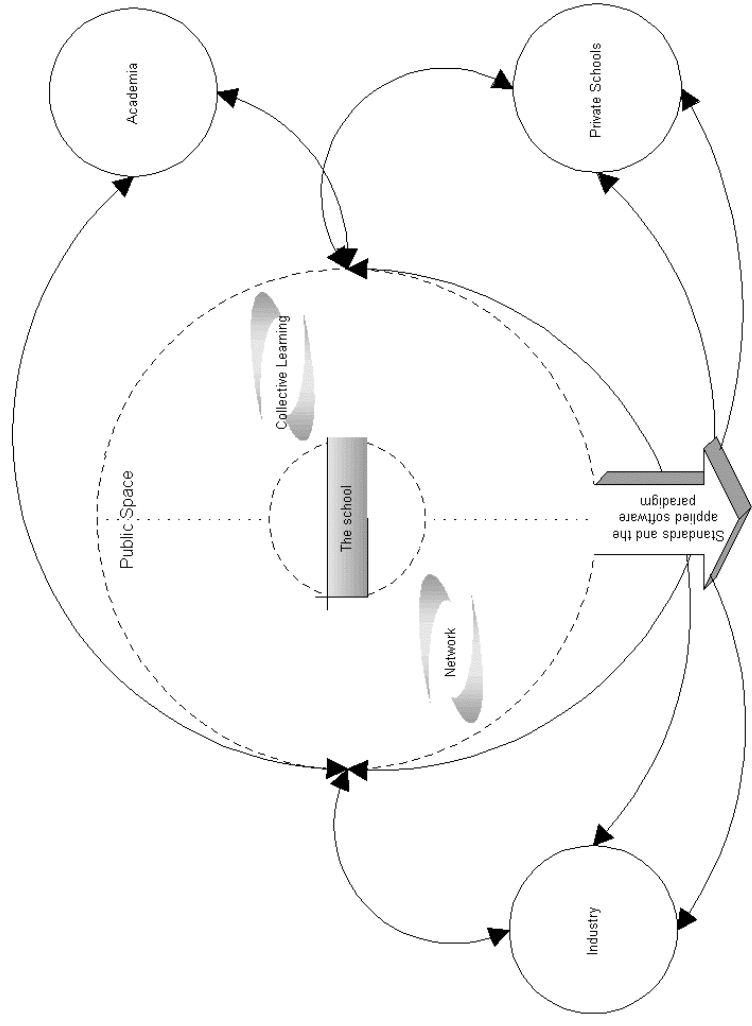 Academia
Private Schools
Public Space
Collective Learning
The school
Network
Standards and the
applied software
paradigm
Industry